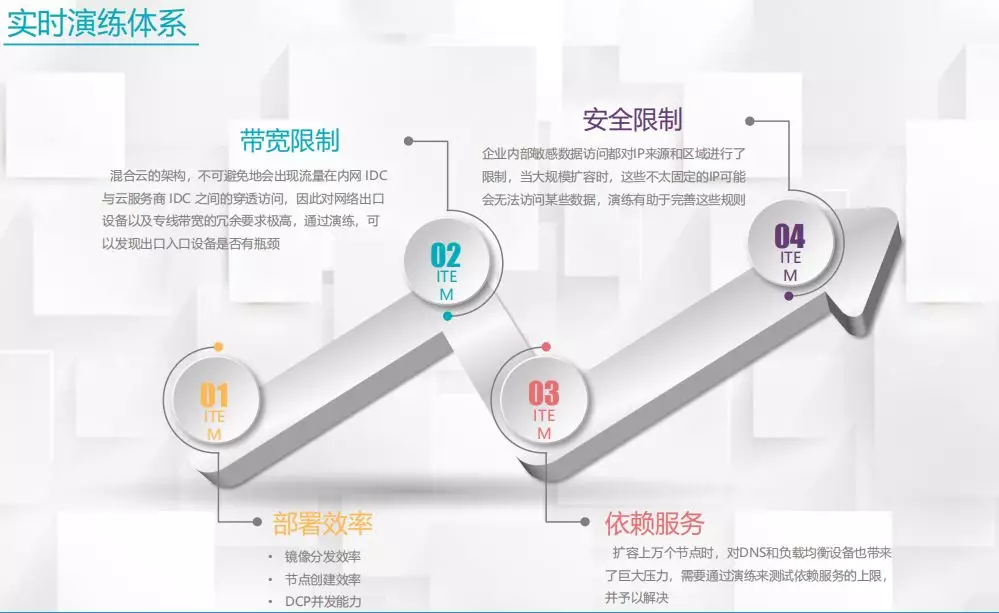 实时演练体系
带宽限制
混合云的架构，不可避免地会出现流量在内网 IDC
与云服务商 IDC 之间的穿透访问，因此对网络出口
设备以及专线带宽的冗余要求极高，通过演练，可
以发现出口入口设备是否有瓶颈
安全限制
企业内部敏感数据访问都对IP来源和区域进行了
限制，当大规模扩容时，这些不太固定的IP可能
会无法访问某些数据，演练有助于完善这些规则
01
ITE
M
02
ITE
M
03
ITE
M
04
ITE
M
部署效率
• 镜像分发效率
• 节点创建效率
• DCP并发能力
依赖服务
扩容上万个节点时，对DNS和负载均衡设备也带来
了巨大压力，需要通过演练来测试依赖服务的上限，
并予以解决